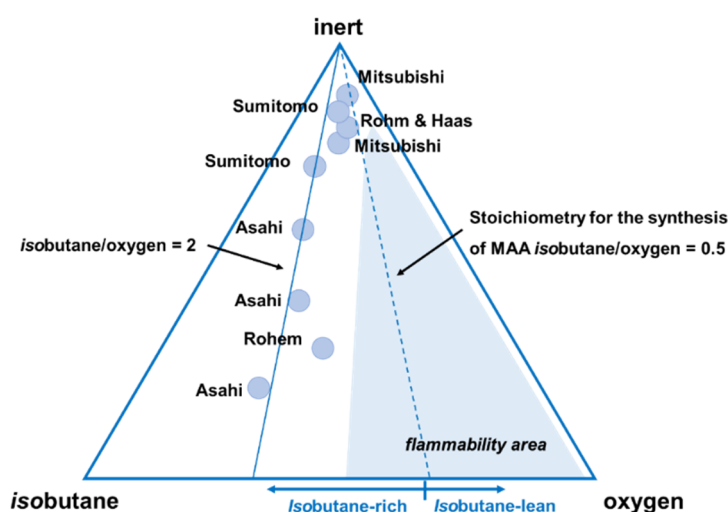 inert
Mitsubishi
Sumitomo
Rohm & Haas
Mitsubishi
Sumitomo
Asahi
Stoichiometry for the synthesis
of MAA isobutane/oxygen = 0.5
isobutane/oxygen = 2
Asahi
Rohem
Asahi
flammability area
isobutane
Isobutane-rich
Isobutane-lean
oxygen